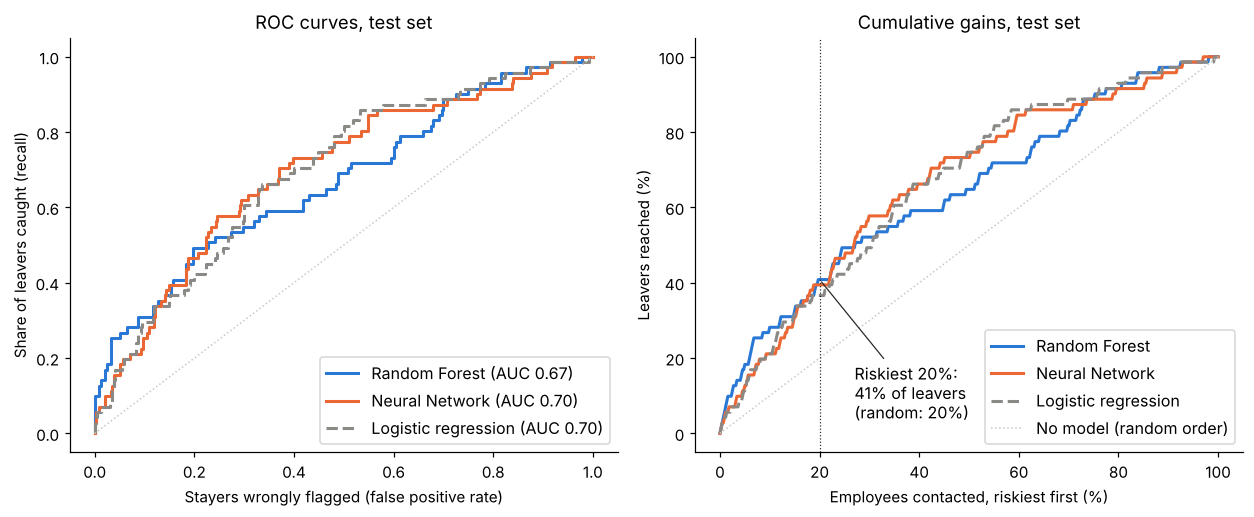 ROC curves, test set
Share of leavers caught (recall)
1.0
0.8
0.6
0.4
0.2
0.0
0.0 0.2 0.4 0.6 0.8 1.0
Stayers wrongly flagged (false positive rate)
Random Forest (AUC 0.67)
Neural Network (AUC 0.70)
Logistic regression (AUC 0.70)
Cumulative gains, test set
Leavers reached (%)
100
80
60
40
20
0
0 20 40 60 80 100
Employees contacted, riskiest first (%)
Riskiest 20%:
41% of leavers
(random: 20%)
Random Forest
Neural Network
Logistic regression
No model (random order)